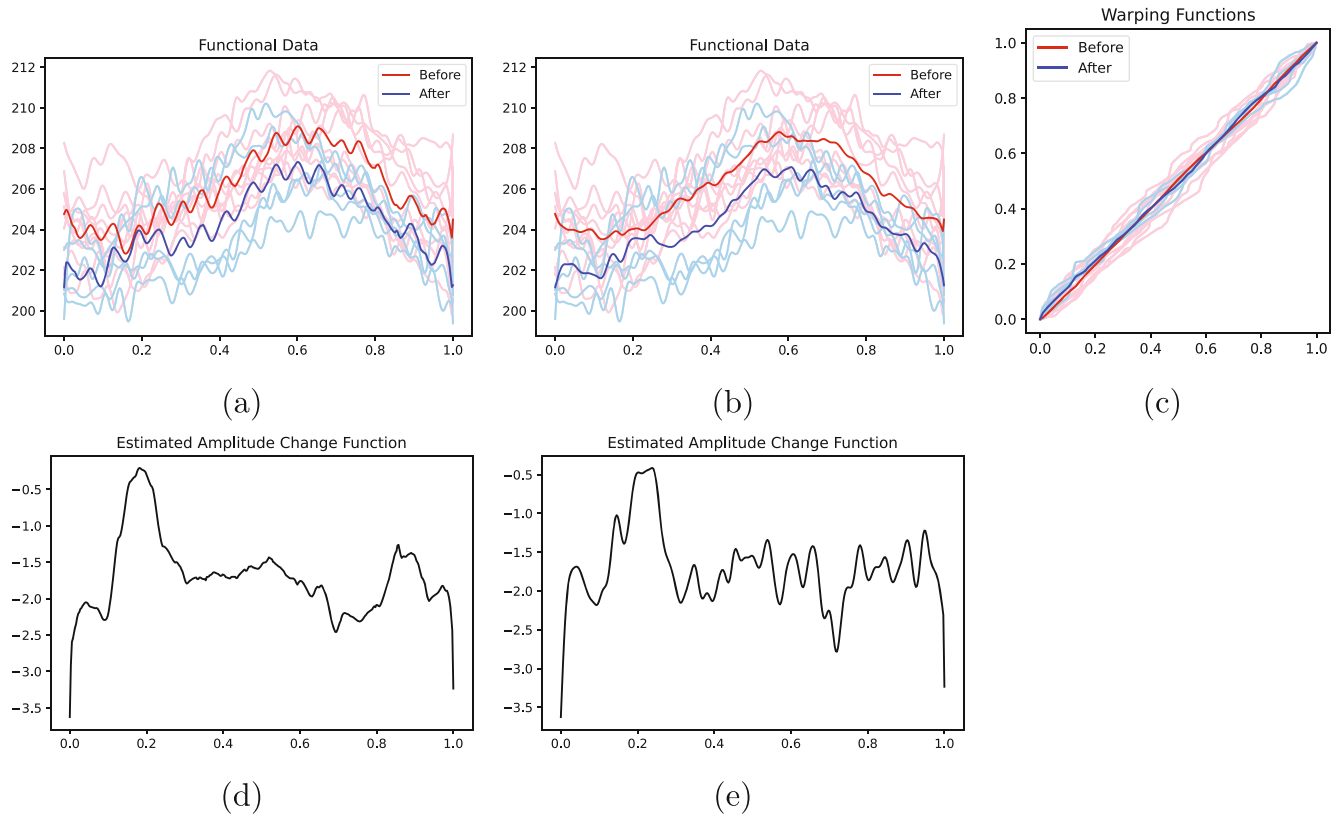 Functional Data
212
210
208
206
204
202
200
0.0 0.2 0.4 0.6 0.8 1.0
Before
After
(a)
Functional Data
212
210
208
206
204
202
200
0.0 0.2 0.4 0.6 0.8 1.0
Before
After
(b)
Warping Functions
1.0
0.8
0.6
0.4
0.2
0.0
0.0 0.2 0.4 0.6 0.8 1.0
Before
After
(c)
Estimated Amplitude Change Function
−0.5
−1.0
−1.5
−2.0
−2.5
−3.0
−3.5
0.0 0.2 0.4 0.6 0.8 1.0
(d)
Estimated Amplitude Change Function
−0.5
−1.0
−1.5
−2.0
−2.5
−3.0
−3.5
0.0 0.2 0.4 0.6 0.8 1.0
(e)